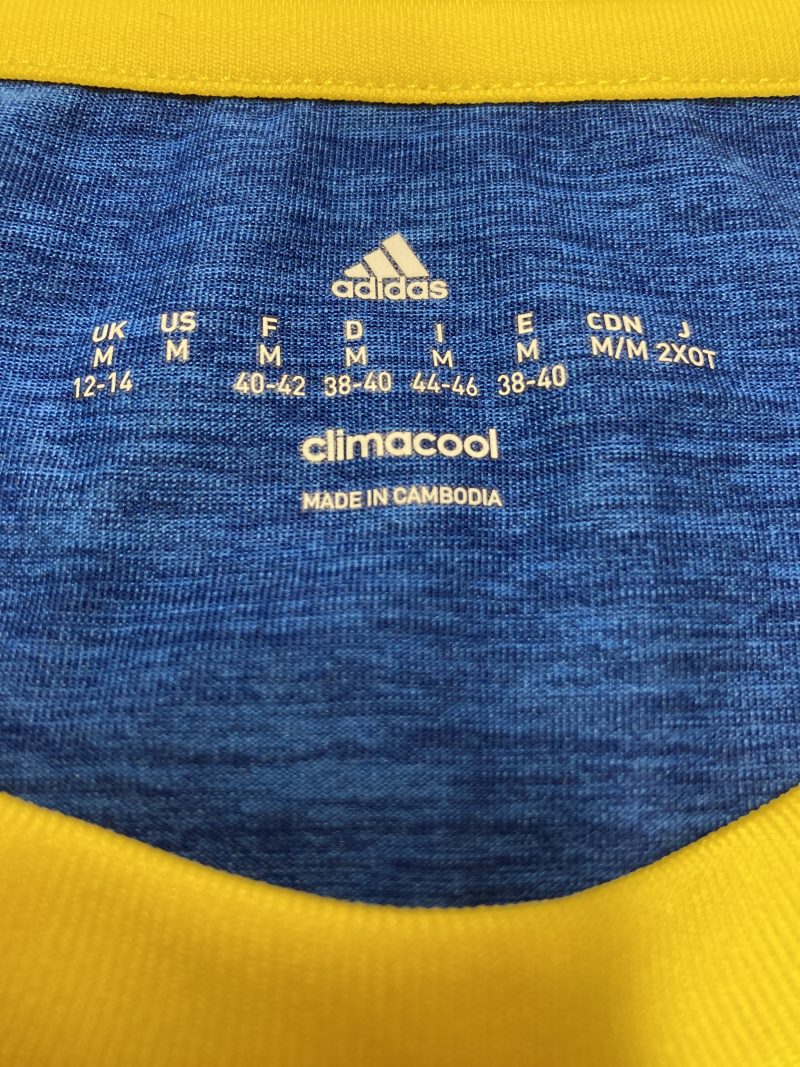 adidas
UK US F D I E CDN J
M M M M M M M/M 2XOT
12-14 40-42 38-40 44-46 38-40
climacool
MADE IN CAMBODIA